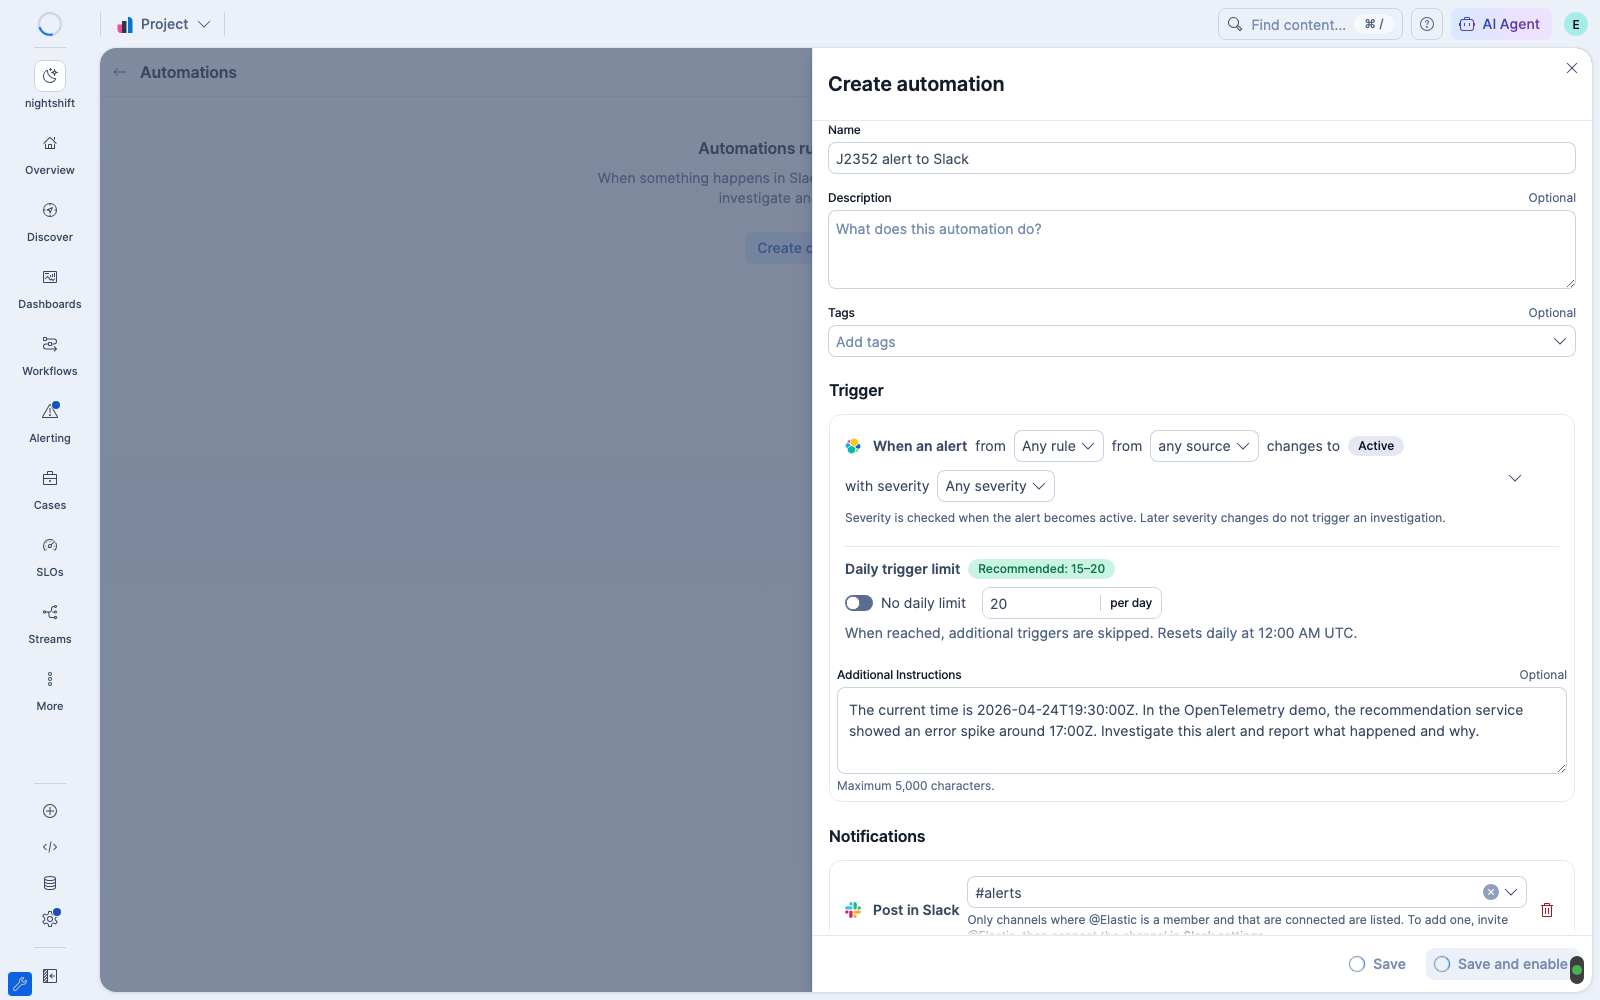 Project
Find content...
⌘ /
AI Agent
E
nightshift
Overview
Discover
Dashboards
Workflows
Alerting
Cases
SLOs
Streams
More
Automations
Automations ru
When something happens in Slac
investigate an
Create
Create automation
Name
J2352 alert to Slack
Description
Optional
What does this automation do?
Tags
Optional
Add tags
Trigger
When an alert from Any rule from any source changes to Active
with severity Any severity
Severity is checked when the alert becomes active. Later severity changes do not trigger an investigation.
Daily trigger limit Recommended: 15–20
No daily limit 20 per day
When reached, additional triggers are skipped. Resets daily at 12:00 AM UTC.
Additional Instructions
Optional
The current time is 2026-04-24T19:30:00Z. In the OpenTelemetry demo, the recommendation service
showed an error spike around 17:00Z. Investigate this alert and report what happened and why.
Maximum 5,000 characters.
Notifications
Post in Slack
#alerts
Only channels where @Elastic is a member and that are connected are listed. To add one, invite
@Elastic, then connect the channel in Slack settings.
Save
Save and enable